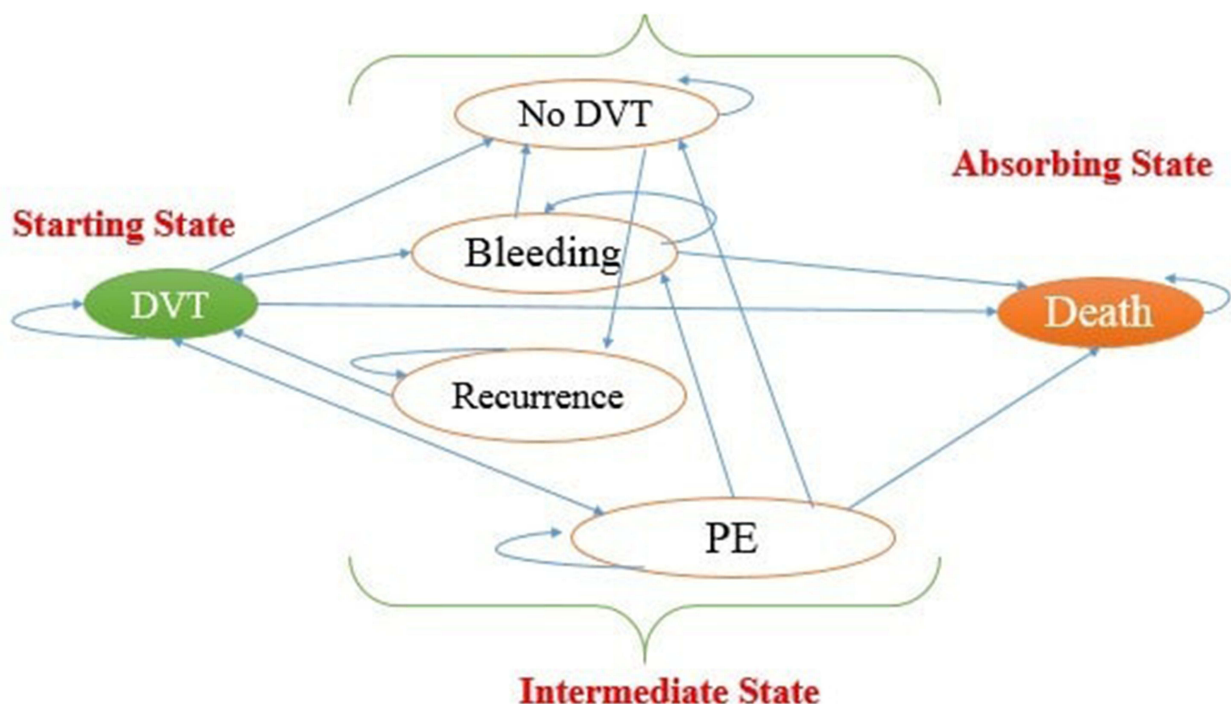 No DVT
Absorbing State
Starting State
Bleeding
DVT
Death
Recurrence
PE
Intermediate State